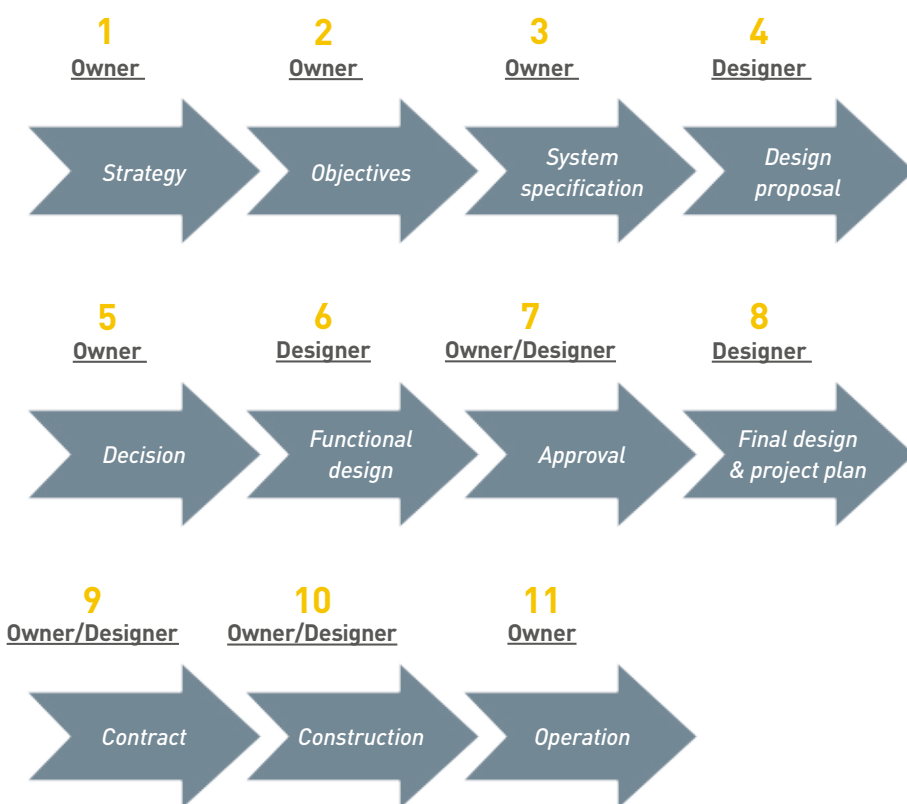 1 2 3 4
Owner Owner Owner Designer
Strategy
Objectives
System
specification
Design
proposal
5 6 7 8
Owner Designer Owner/Designer Designer
Decision
Functional
design
Approval
Final design
& project plan
9 10 11
Owner/Designer Owner/Designer Owner
Contract
Construction
Operation